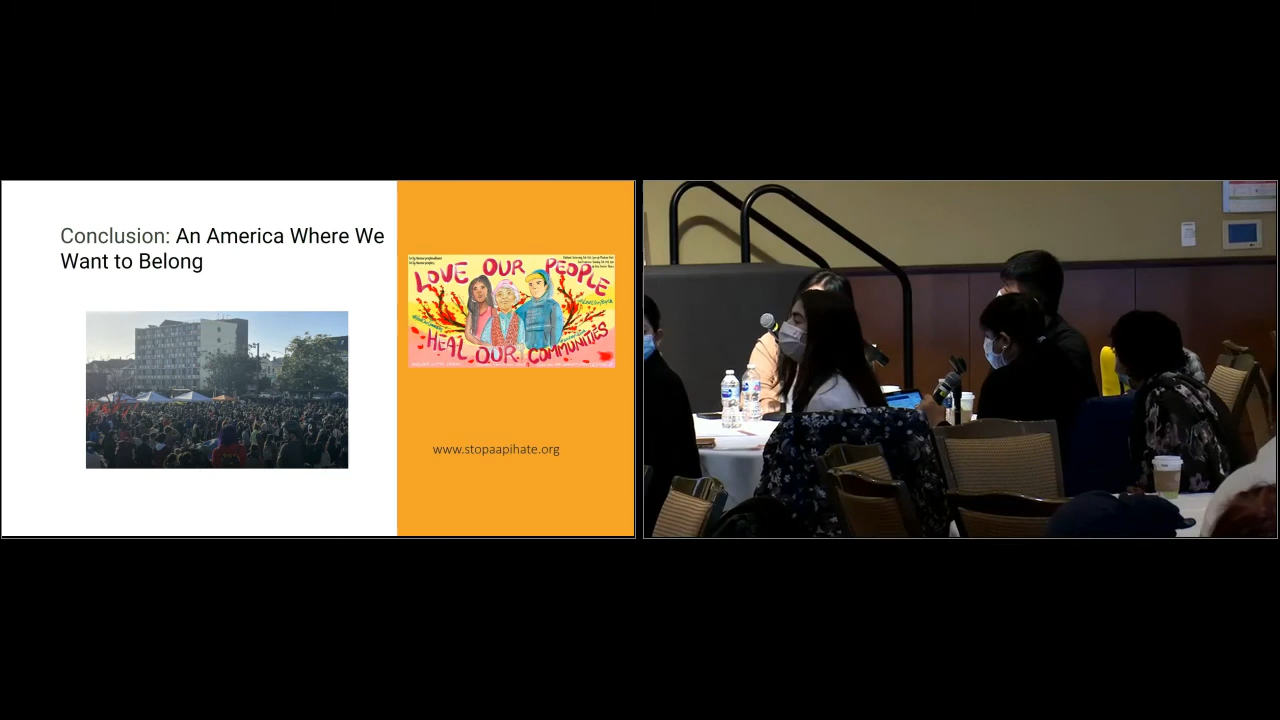 Conclusion: An America Where We
Want to Belong
LOVE OUR PEOPLE
HEAL OUR COMMUNITIES
www.stopaapihate.org